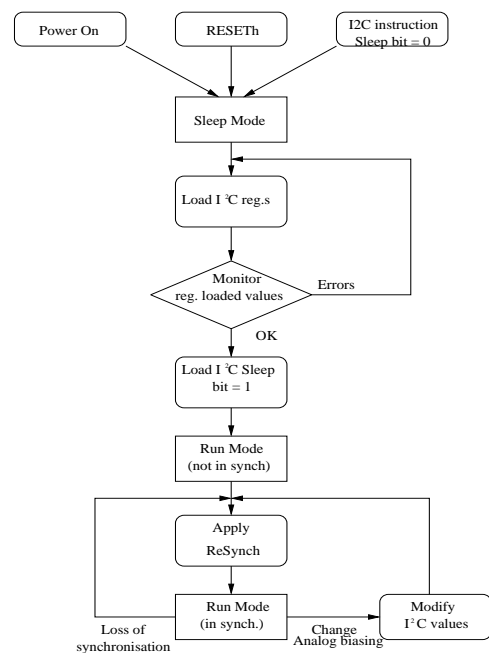 Power On
RESETh
I2C instruction
Sleep bit = 0
Sleep Mode
Load I ²C reg.s
Monitor
reg. loaded values
Errors
OK
Load I ²C Sleep
bit = 1
Run Mode
(not in synch)
Apply
ReSynch
Run Mode
(in synch.)
Loss of
synchronisation
Change
Analog biasing
Modify
I² C values